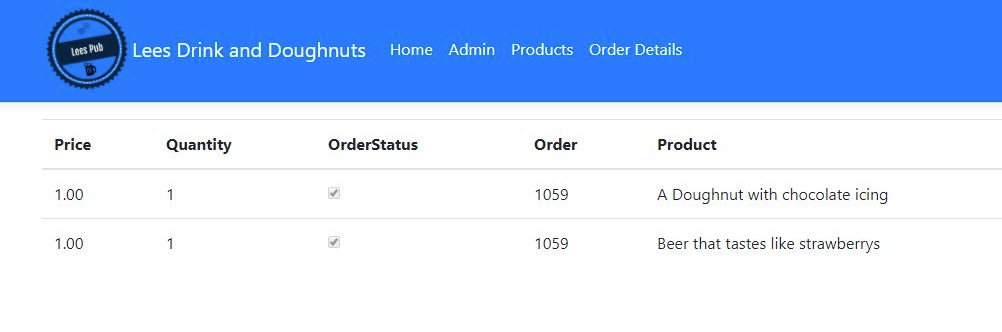 Lees Pub
Lees Drink and Doughnuts Home Admin Products Order Details
Price Quantity OrderStatus Order Product
1.00 1 1059 A Doughnut with chocolate icing
1.00 1 1059 Beer that tastes like strawberrys